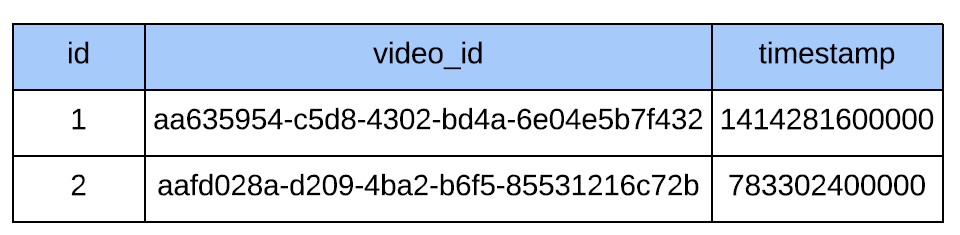 id video_id timestamp
1 aa635954-c5d8-4302-bd4a-6e04e5b7f432 1414281600000
2 aafd028a-d209-4ba2-b6f5-85531216c72b 783302400000